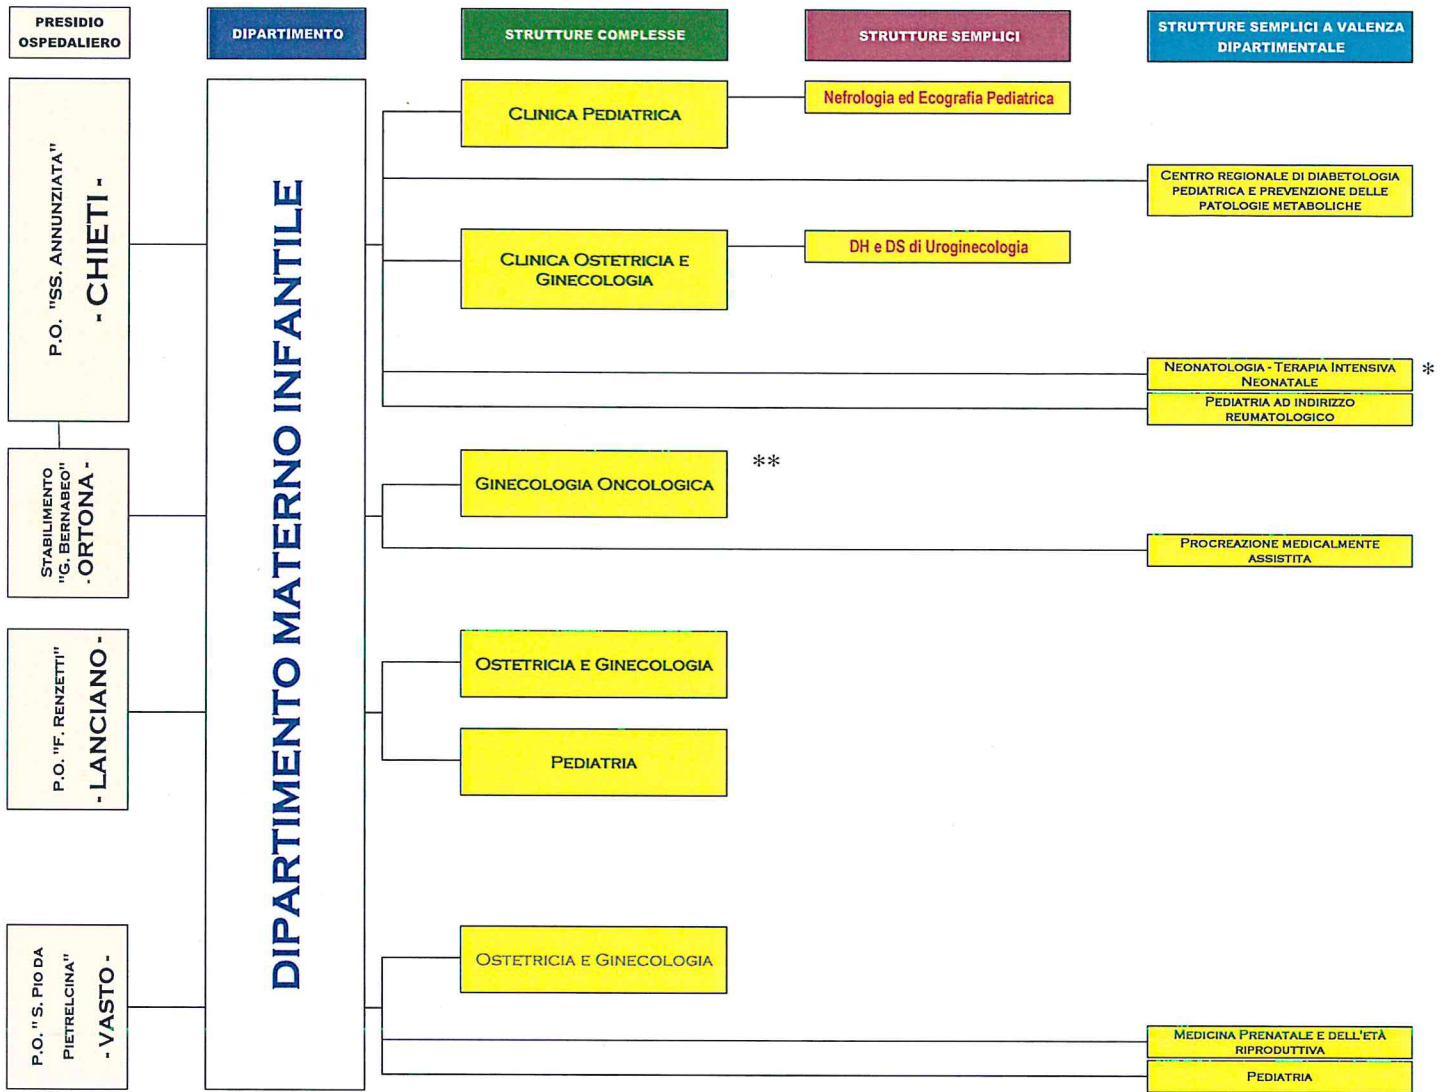 PRESIDIO
OSPEDALIERO
DIPARTIMENTO
STRUTTURE COMPLESSE
STRUTTURE SEMPLICI
STRUTTURE SEMPLICI A VALENZA
DIPARTIMENTALE
P.O. "SS. ANNUNZIATA"
- CHIETI -
STABILIMENTO
"G. BERNABEO"
- ORTONA -
P.O. "F. RENZETTI"
- LANCIANO -
P.O. " S. PIO DA
PIETRELCINA"
- VASTO -
DIPARTIMENTO MATERNO INFANTILE
CLINICA PEDIATRICA
Nefrologia ed Ecografia Pediatrica
CENTRO REGIONALE DI DIABETOLOGIA
PEDIATRICA E PREVENZIONE DELLE
PATOLOGIE METABOLICHE
CLINICA OSTETRICIA E
GINECOLOGIA
DH e DS di Uroginecologia
NEONATOLOGIA - TERAPIA INTENSIVA
NEONATALE
*
PEDIATRIA AD INDIRIZZO
REUMATOLOGICO
GINECOLOGIA ONCOLOGICA
**
PROCREAZIONE MEDICALMENTE
ASSISTITA
OSTETRICIA E GINECOLOGIA
PEDIATRIA
OSTETRICIA E GINECOLOGIA
MEDICINA PRENATALE E DELL'ETÀ
RIPRODUTTIVA
PEDIATRIA